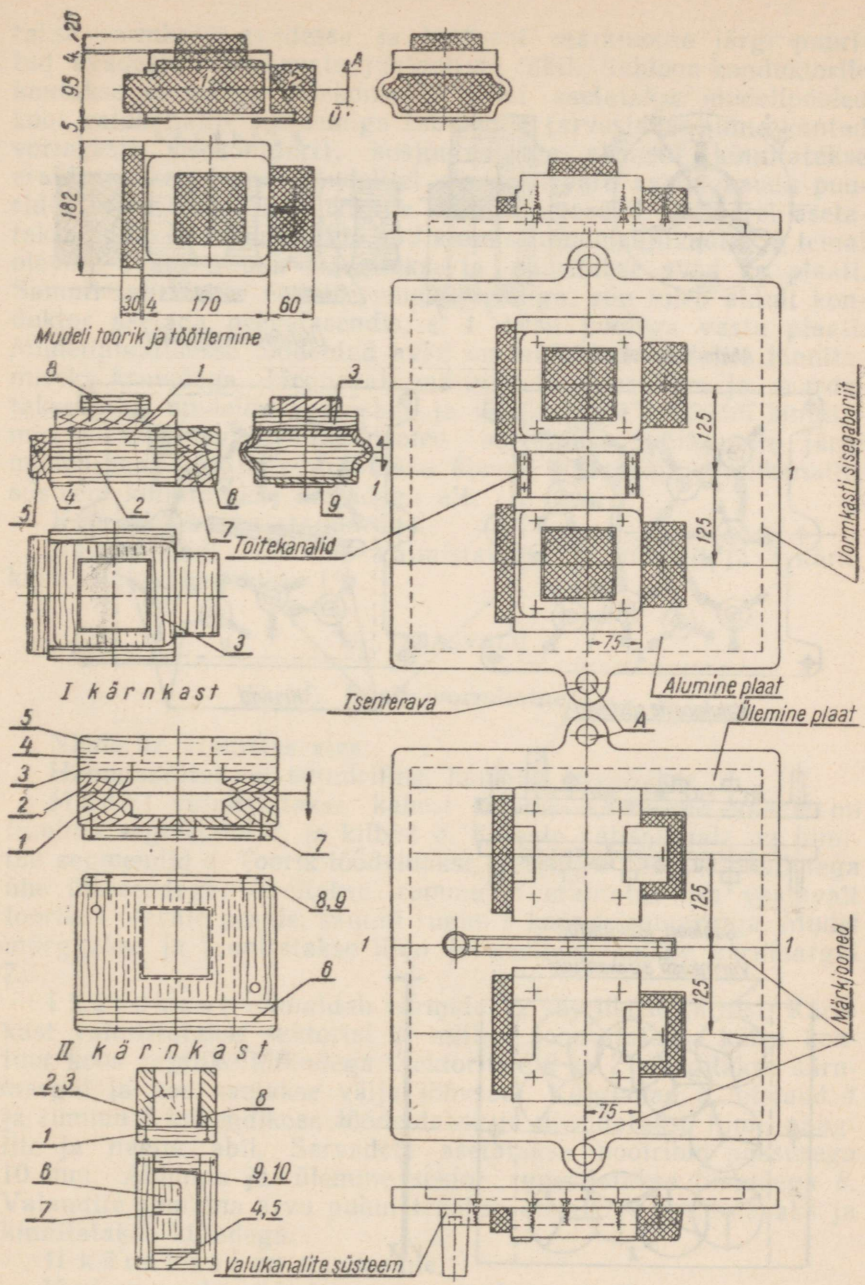 5 95 4 20
1
2
A
Ü
182
30 4 170 60
Mudeli toorik ja töötlemine
8 1 3
5 4 2 7 6 9
1
3
Toitekanalid
125
125
1
Vormkasti sisegabariit
75
Tsenterava
A
Alumine plaat
I kärnkast
5
4
3
2
1
7
8,9
6
II kärnkast
2,3
8
1
6
7
9,10
4,5
Ülemine plaat
125
1 1
125
Märkjooned
75
Valukanalite süsteem